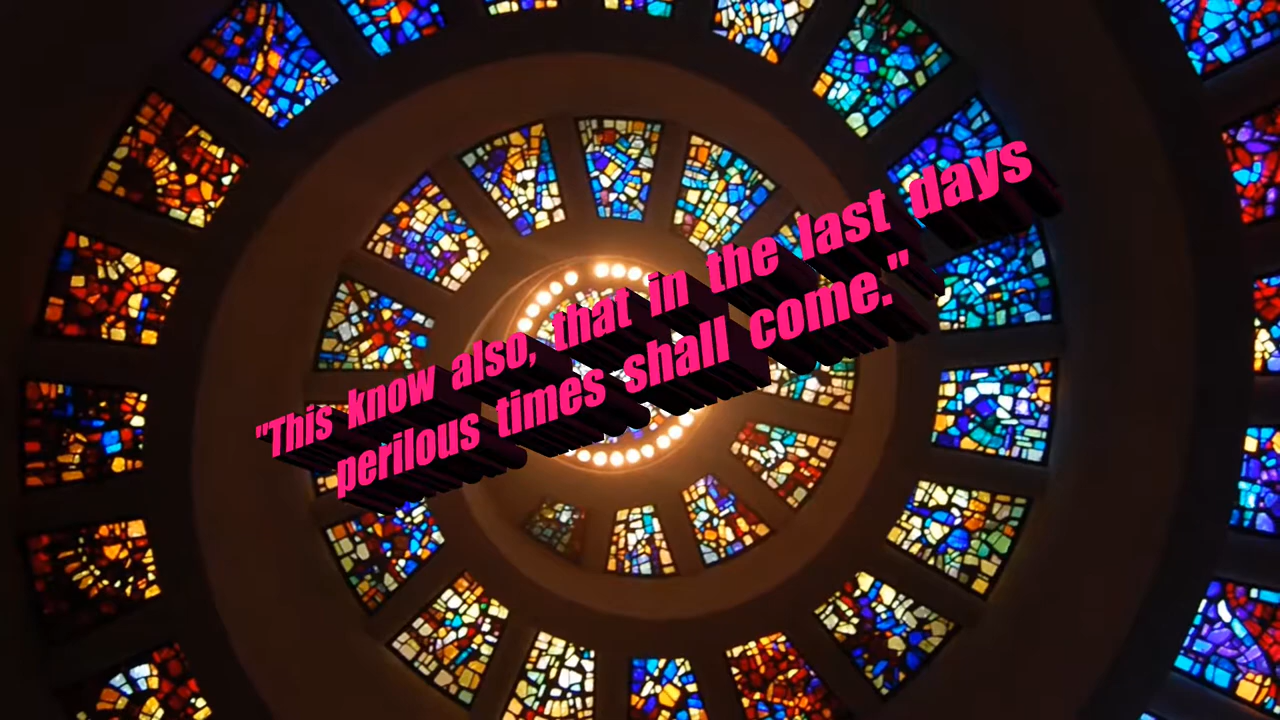 "This know also, that in the last days
perilous times shall come."